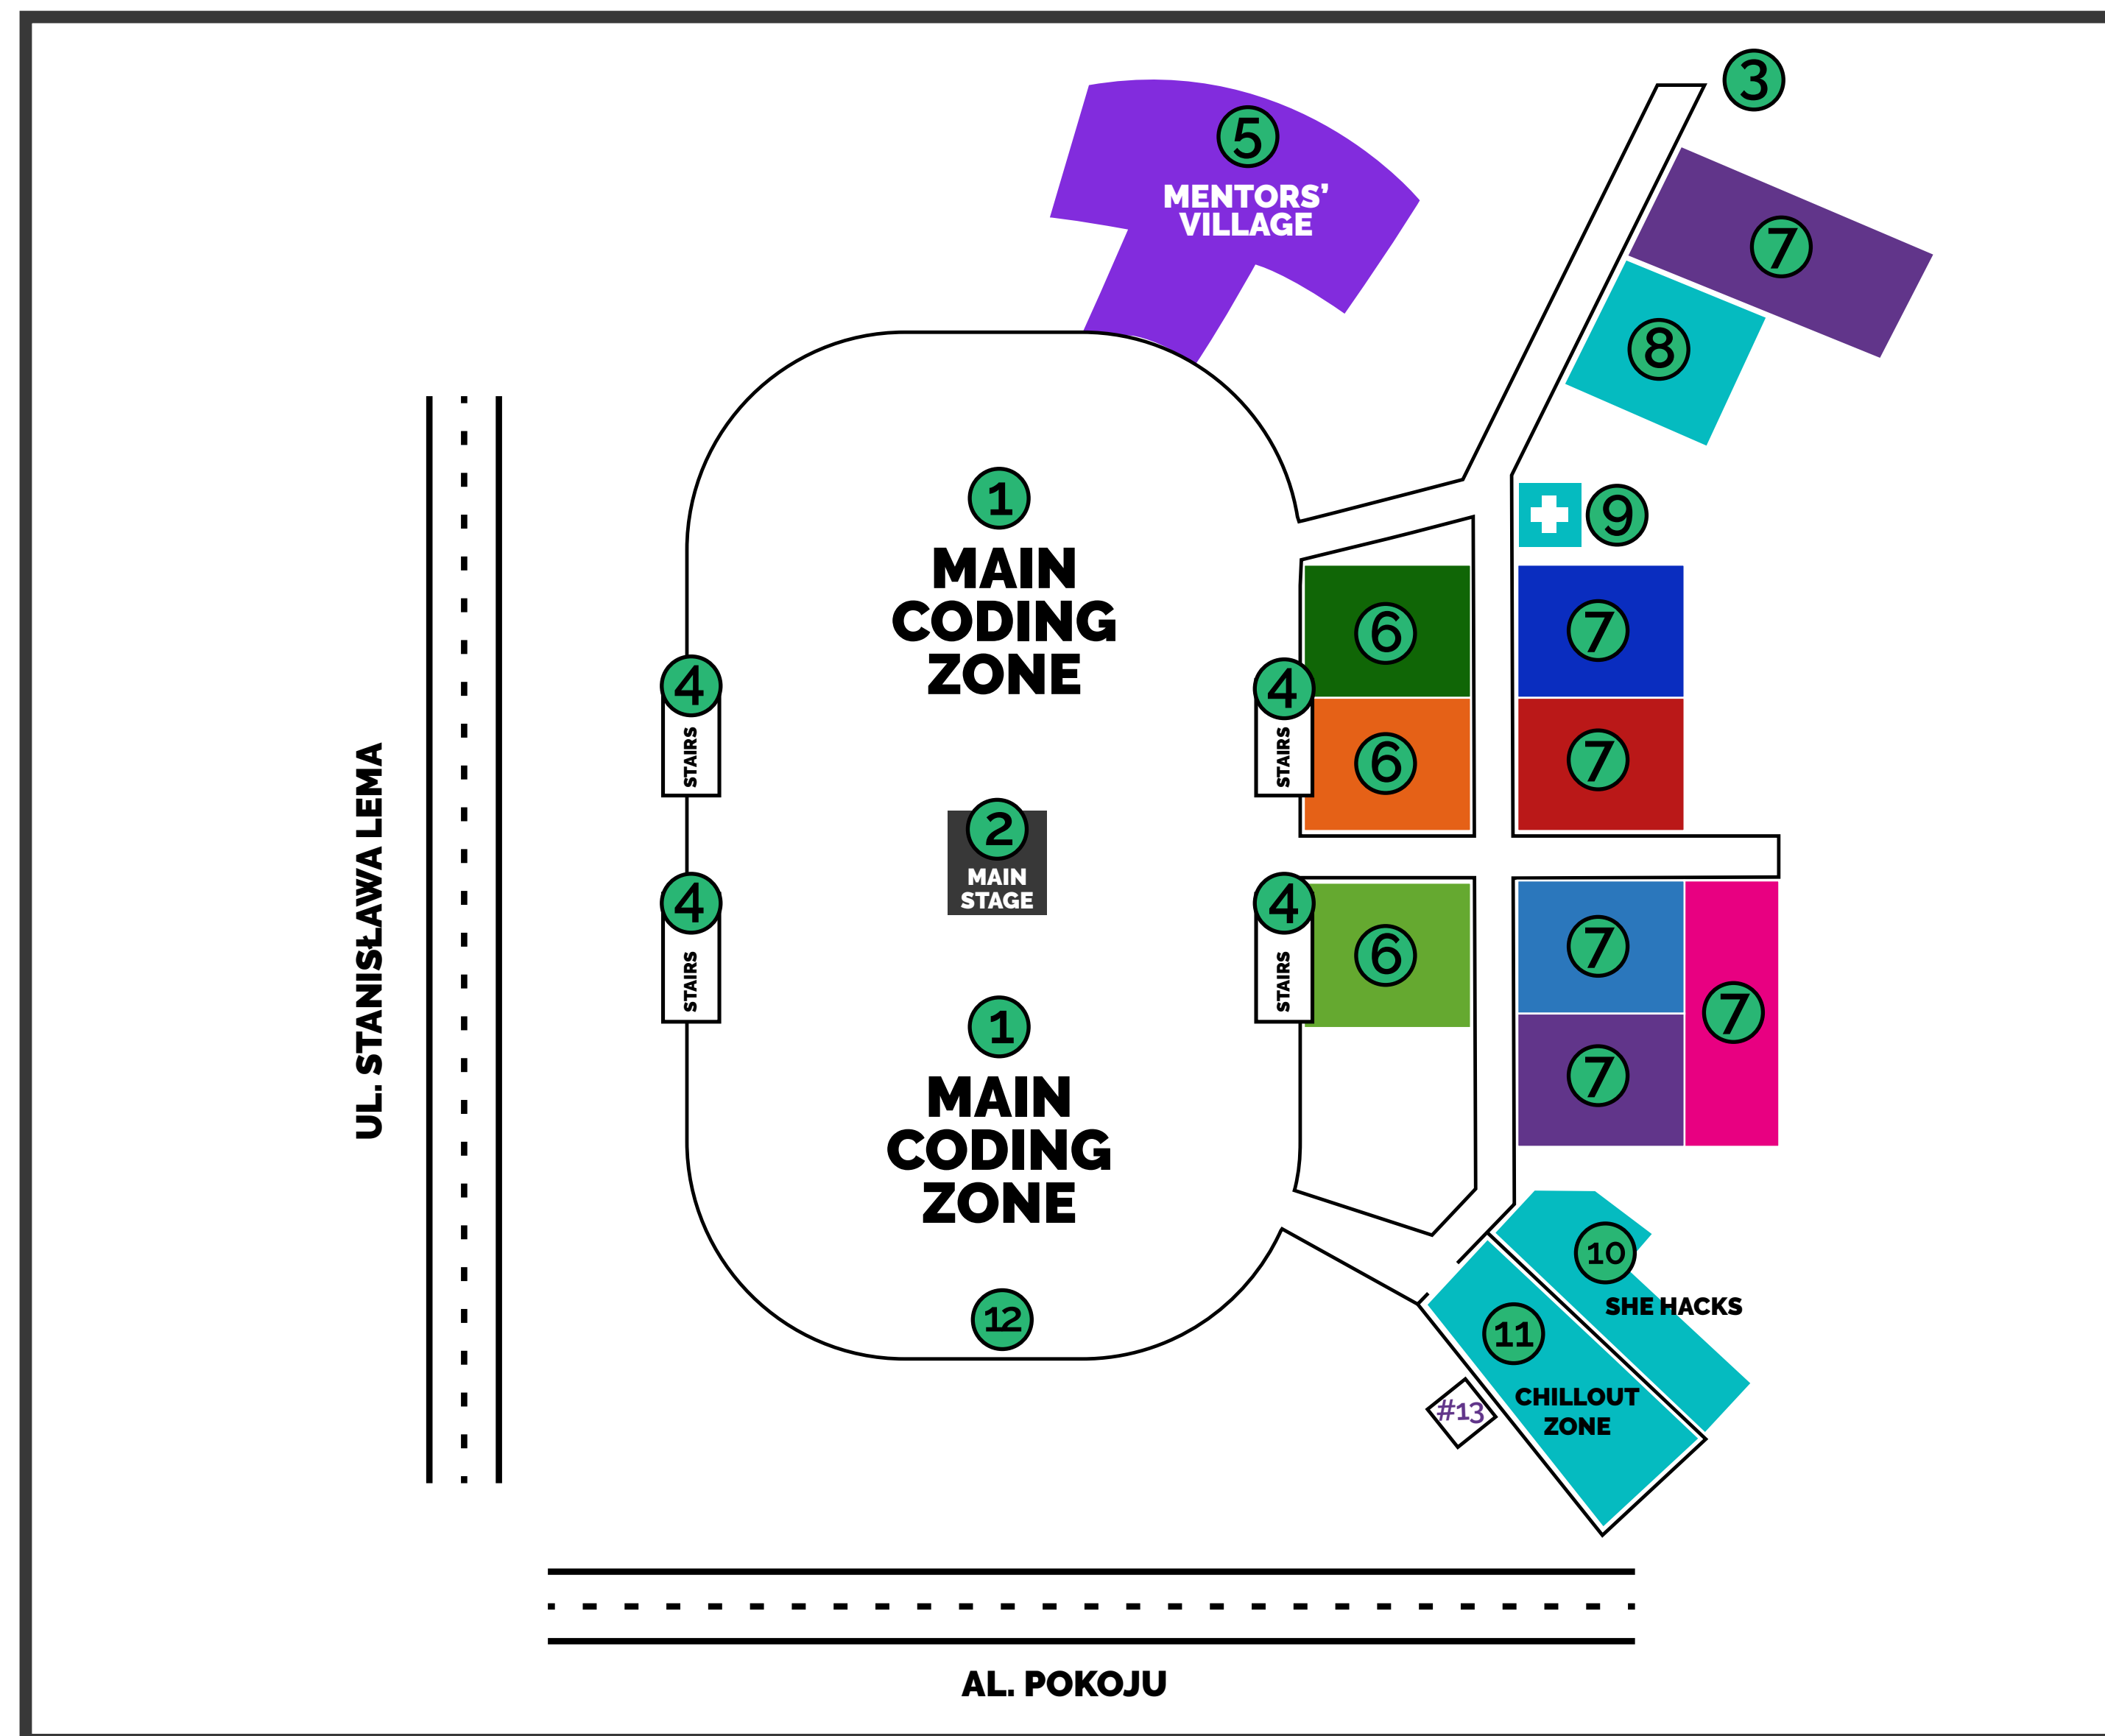 3
5
MENTORS'
VILLAGE
7
8
1
9
MAIN
CODING
ZONE
6
7
4
4
STAIRS
STAIRS
6
7
UL. STANISŁAWA LEMA
2
MAIN
STAGE
4
4
STAIRS
STAIRS
6
7
7
1
MAIN
CODING
ZONE
7
10
SHE HACKS
12
11
CHILLOUT
ZONE
#13
AL. POKOJU